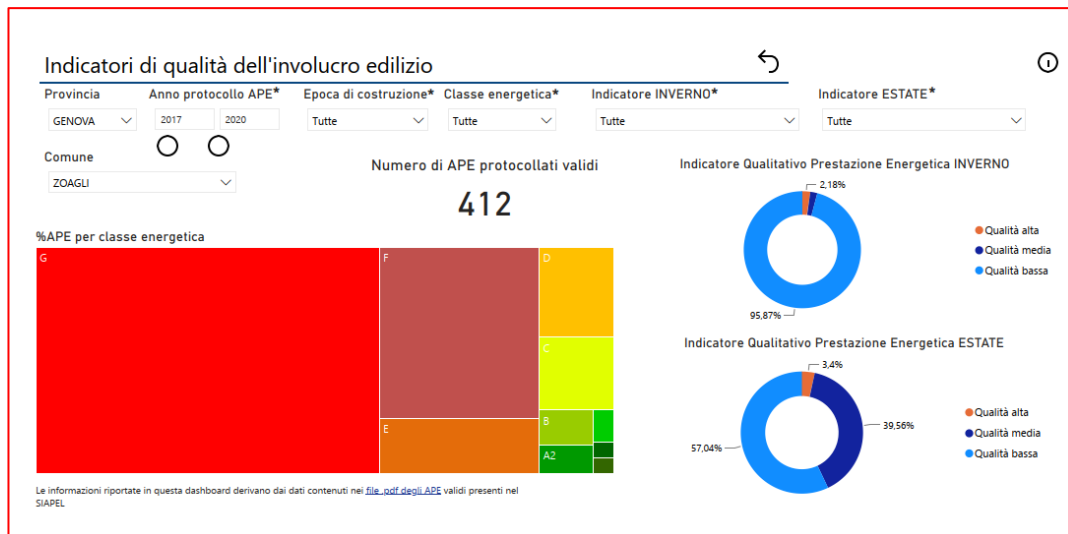 Indicatori di qualità dell'involucro edilizio
Provincia
Anno protocollo APE*
Epoca di costruzione*
Classe energetica*
Indicatore INVERNO*
Indicatore ESTATE*
GENOVA
2017
2020
Tutte
Tutte
Tutte
Tutte
Comune
ZOAGLI
Numero di APE protocollati validi
412
%APE per classe energetica
G
F
E
D
C
B
A2
Le informazioni riportate in questa dashboard derivano dai dati contenuti nei file .pdf degli APE validi presenti nel
SIAPEL
Indicatore Qualitativo Prestazione Energetica INVERNO
2,18%
95,87%
Qualità alta
Qualità media
Qualità bassa
Indicatore Qualitativo Prestazione Energetica ESTATE
3,4%
39,56%
57,04%
Qualità alta
Qualità media
Qualità bassa